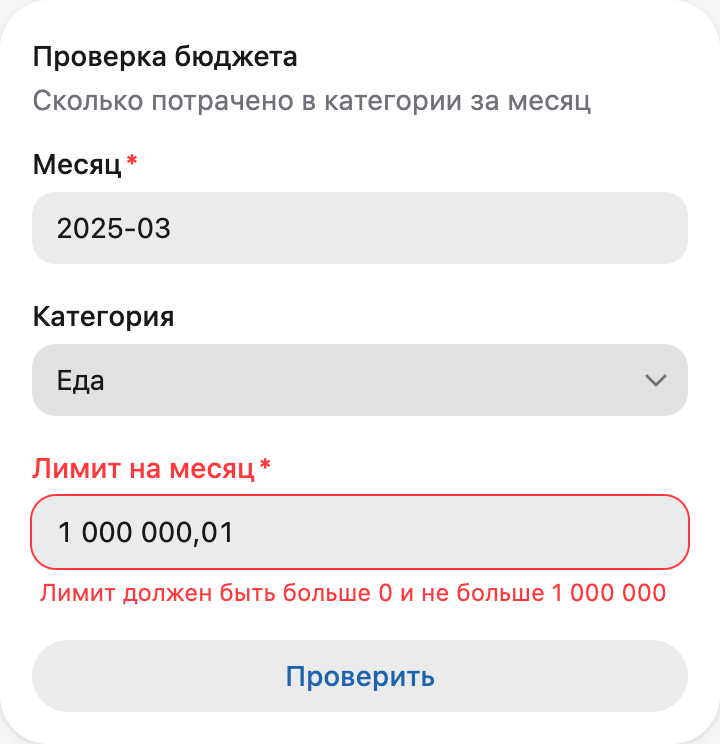 Проверка бюджета
Сколько потрачено в категории за месяц
Месяц*
2025-03
Категория
Еда
Лимит на месяц*
1 000 000,01
Лимит должен быть больше 0 и не больше 1 000 000
Проверить